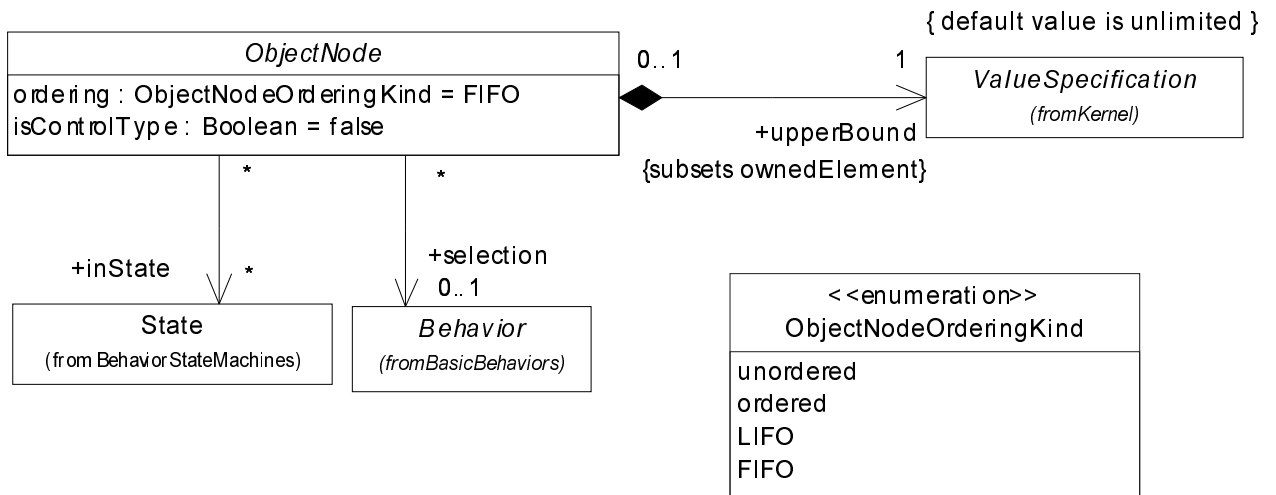 { default value is unlimited }
ObjectNode
0..1
1
ValueSpecification
(fromKernel)
ordering : ObjectNodeOrderingKind = FIFO
isControlType : Boolean = false
+upperBound
{subsets ownedElement}
*
*
+inState
*
+selection
0..1
State
(from BehaviorStateMachines)
Behavior
(fromBasicBehaviors)
<<enumeration>>
ObjectNodeOrderingKind
unordered
ordered
LIFO
FIFO